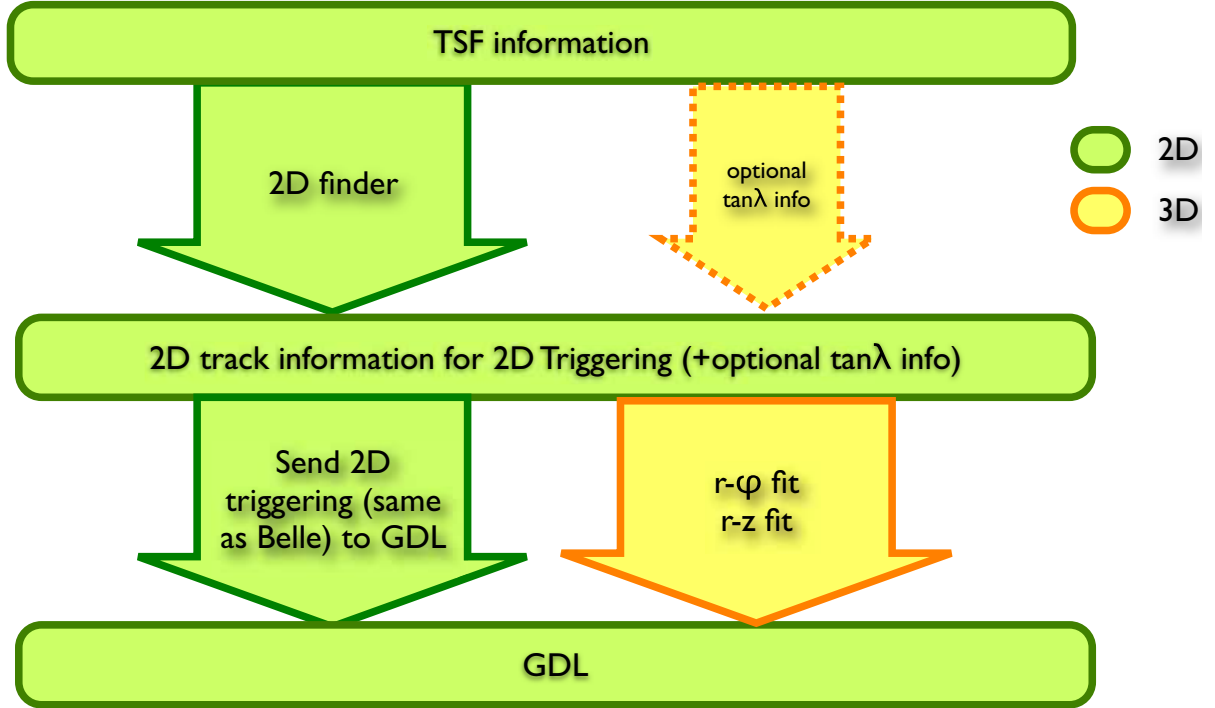 TSF information
2D finder
optional
tanλ info
2D
3D
2D track information for 2D Triggering (+optional tanλ info)
Send 2D
triggering (same
as Belle) to GDL
r-φ fit
r-z fit
GDL